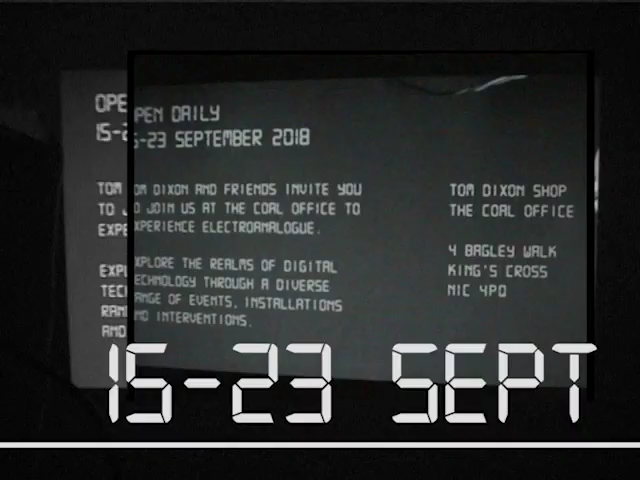 OPEN DAILY
15-23 SEPTEMBER 2018
TOM DIXON AND FRIENDS INVITE YOU
TO JOIN US AT THE COAL OFFICE TO
EXPERIENCE ELECTROANALOGUE.
EXPLORE THE REALMS OF DIGITAL
TECHNOLOGY THROUGH A DIVERSE
RANGE OF EVENTS, INSTALLATIONS
AND INTERVENTIONS.
TOM DIXON SHOP
THE COAL OFFICE
4 BAGLEY WALK
KING'S CROSS
N1C 4PQ
15-23 SEPT